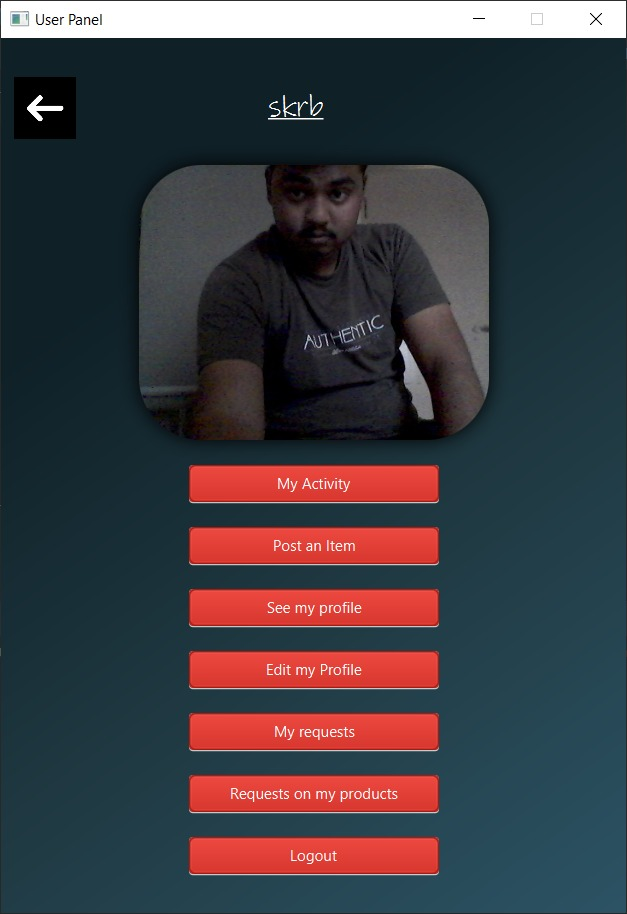 User Panel
skrb
AUTHENTIC
My Activity
Post an Item
See my profile
Edit my Profile
My requests
Requests on my products
Logout